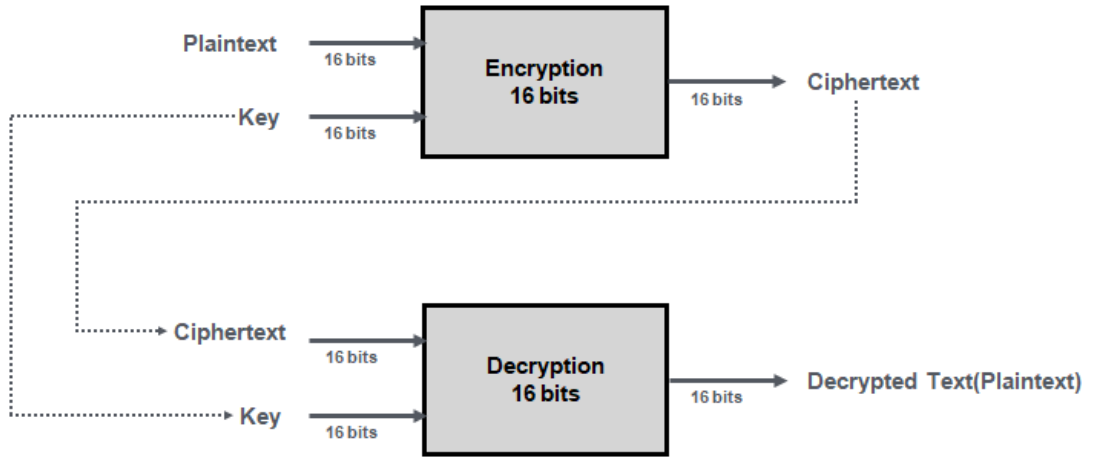 Plaintext
16 bits
Encryption
16 bits
16 bits
Ciphertext
Key
16 bits
Ciphertext
16 bits
Decryption
16 bits
16 bits
Decrypted Text(Plaintext)
Key
16 bits